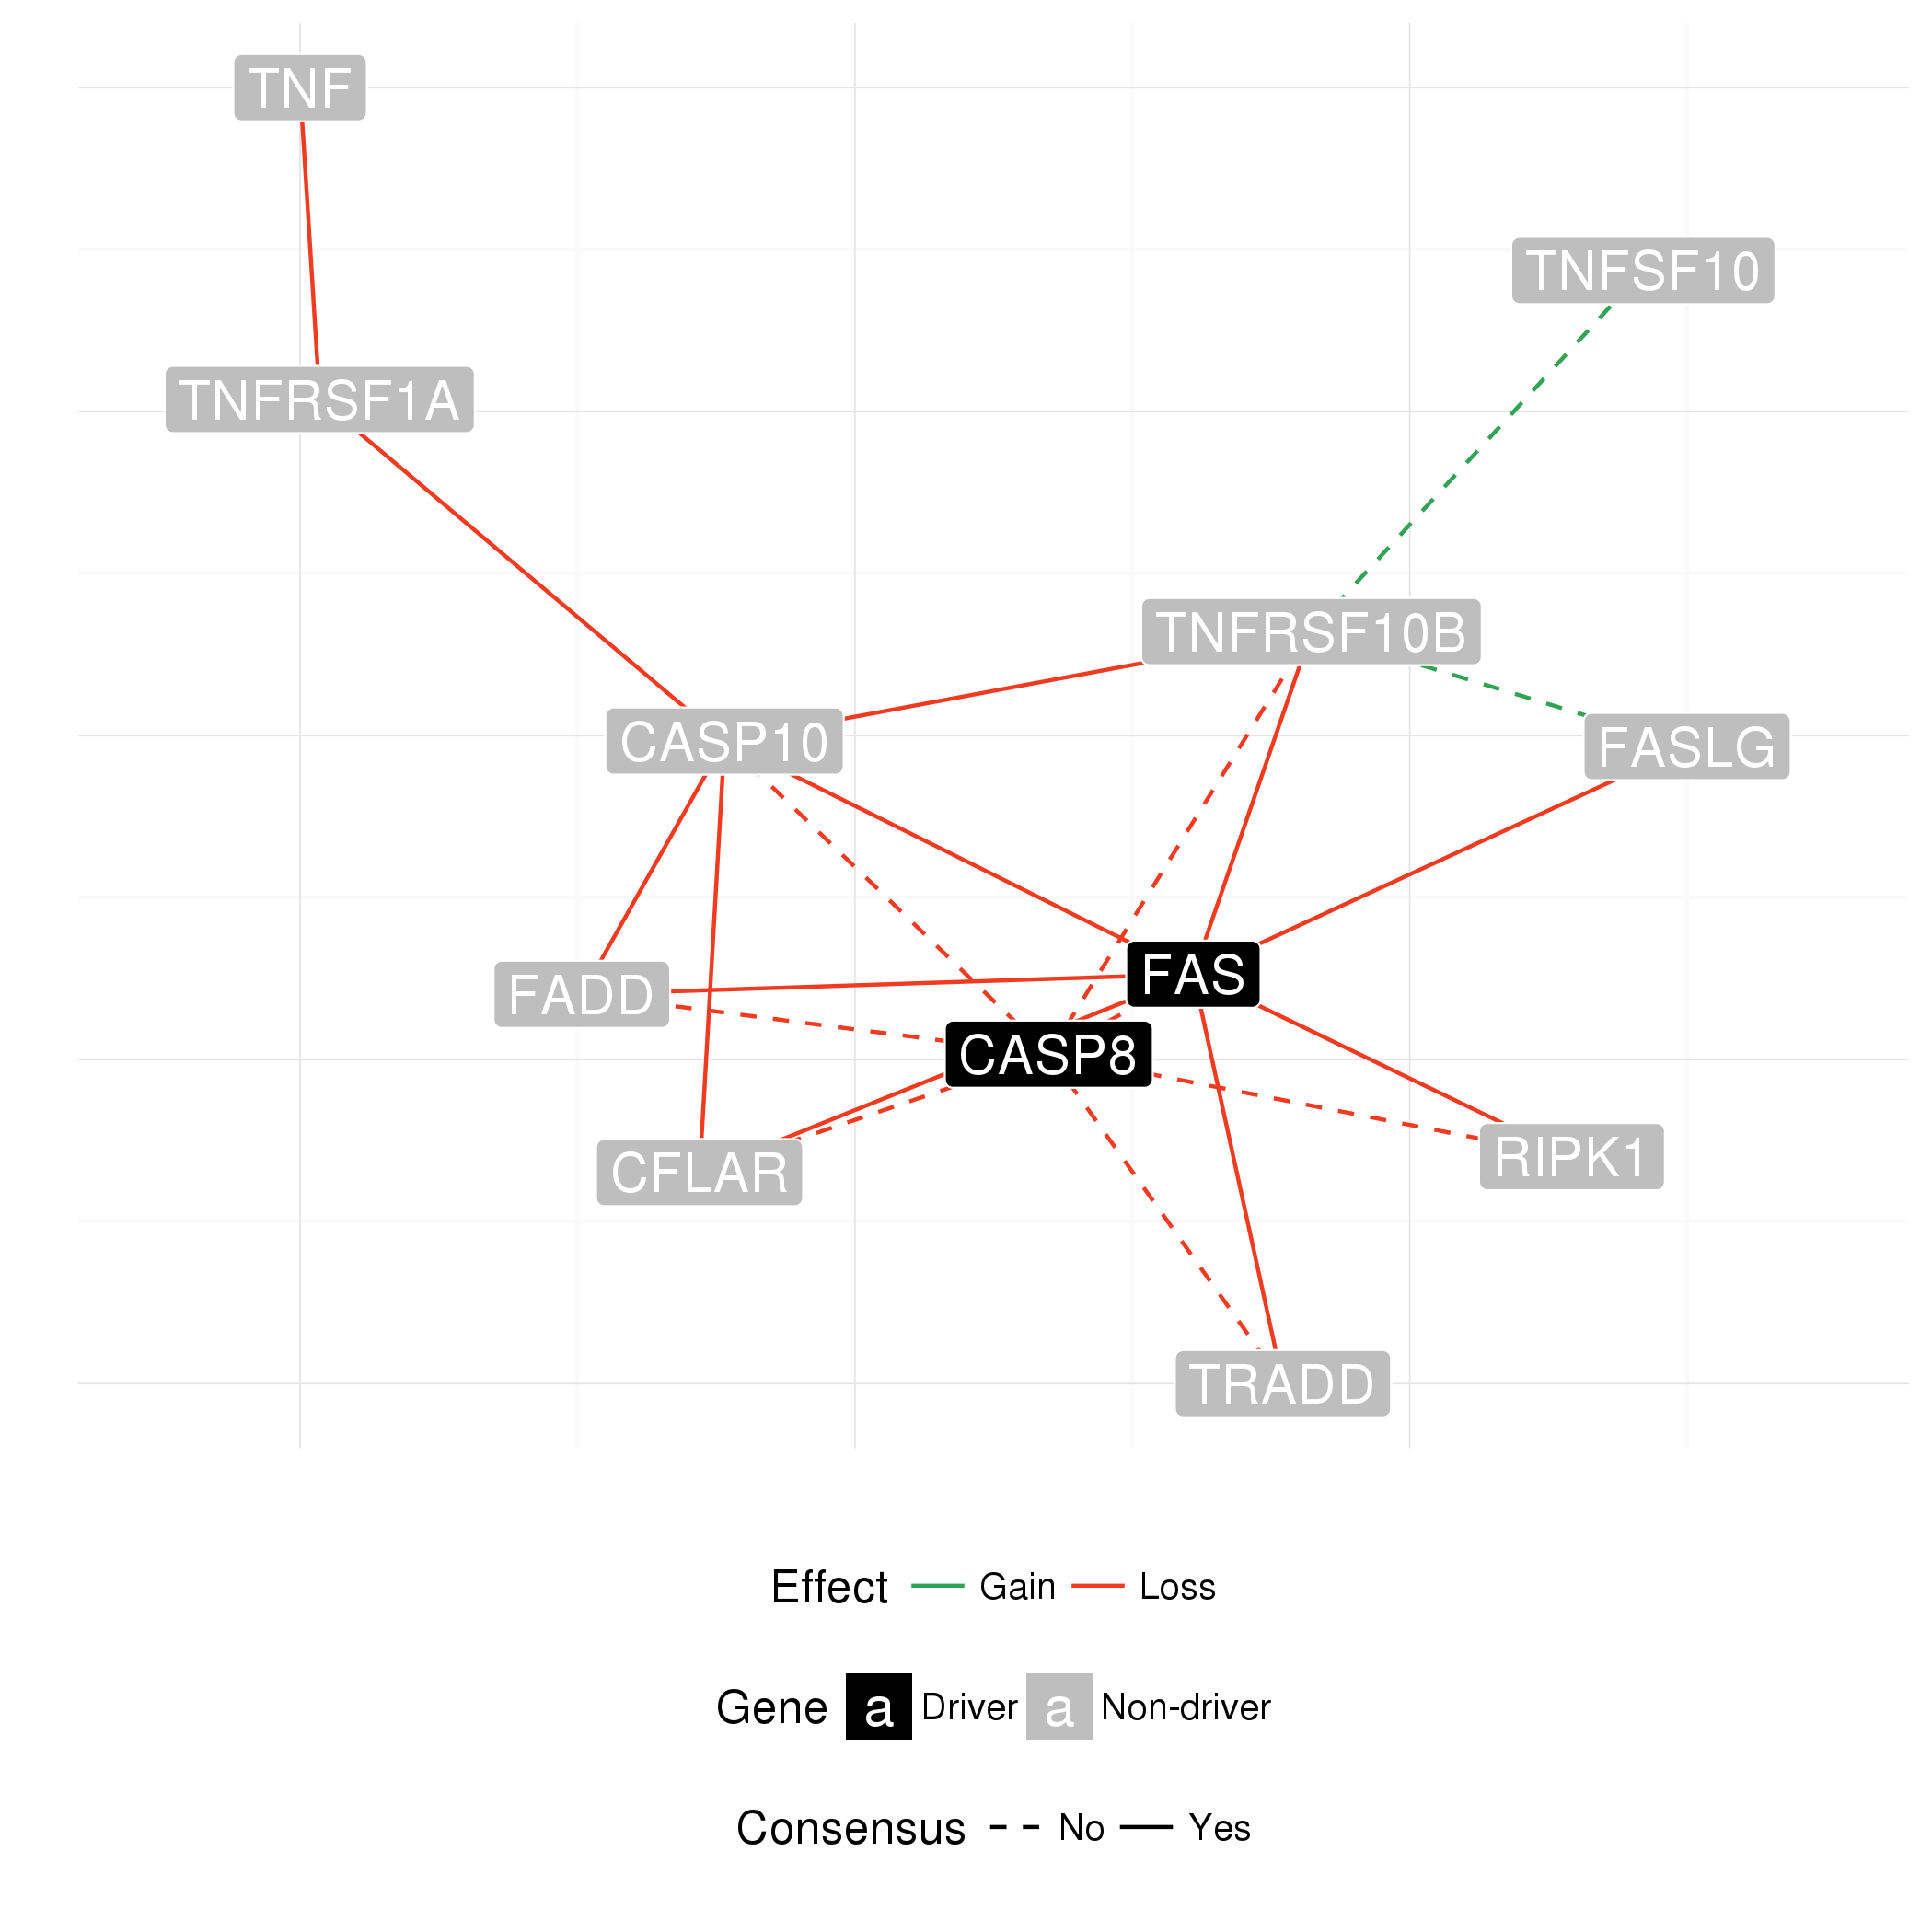 TNF
TNFSF10
TNFRSF1A
TNFRSF10B
CASP10
FASLG
FAS
FADD
CASP8
RIPK1
CFLAR
TRADD
Effect Gain Loss
Gene a Driver a Non-driver
Consensus No Yes